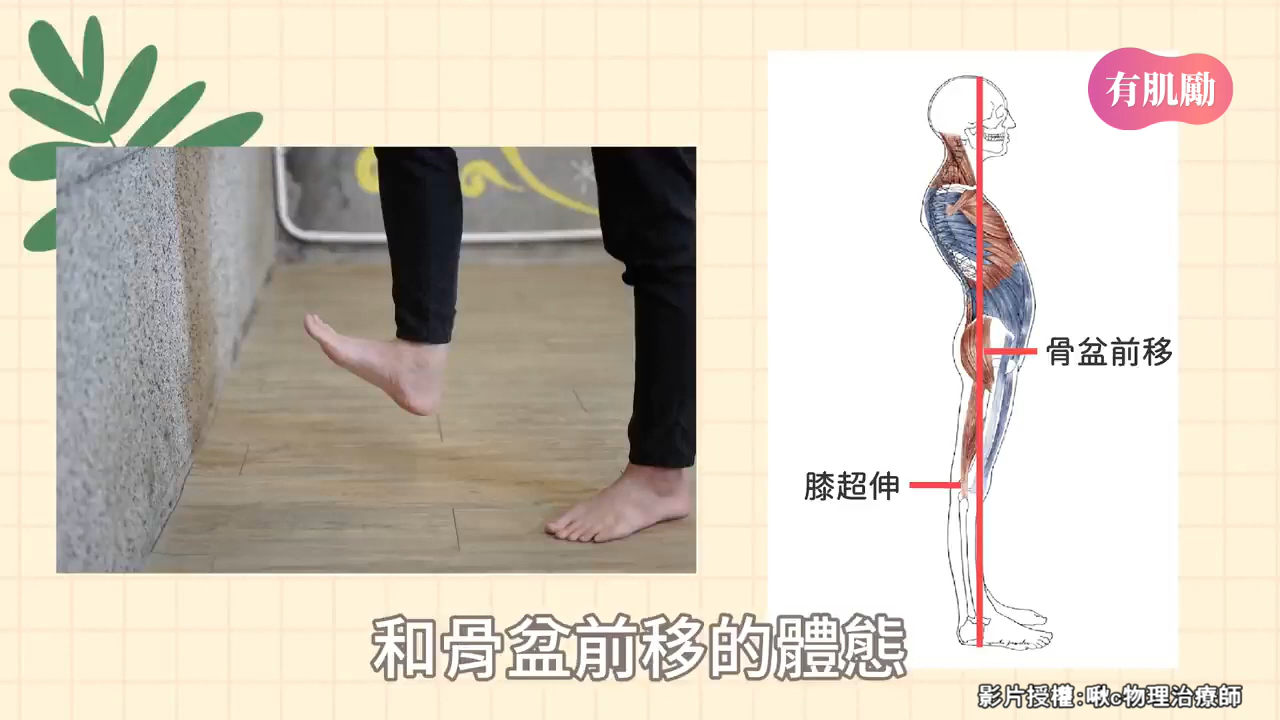 有肌勵
骨盆前移
膝超伸
和骨盆前移的體態
影片授權:啾c物理治療師